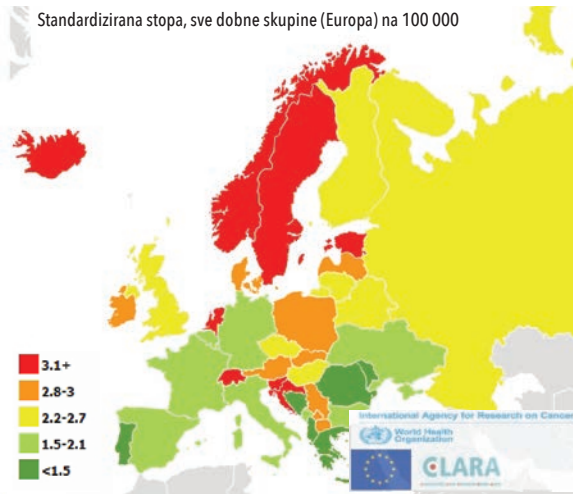 Standardizirana stopa, sve dobne skupine (Europa) na 100 000
3.1+
2.8-3
2.2-2.7
1.5-2.1
<1.5
International Agency for Research on Cancer
World Health
Organization
CLARA